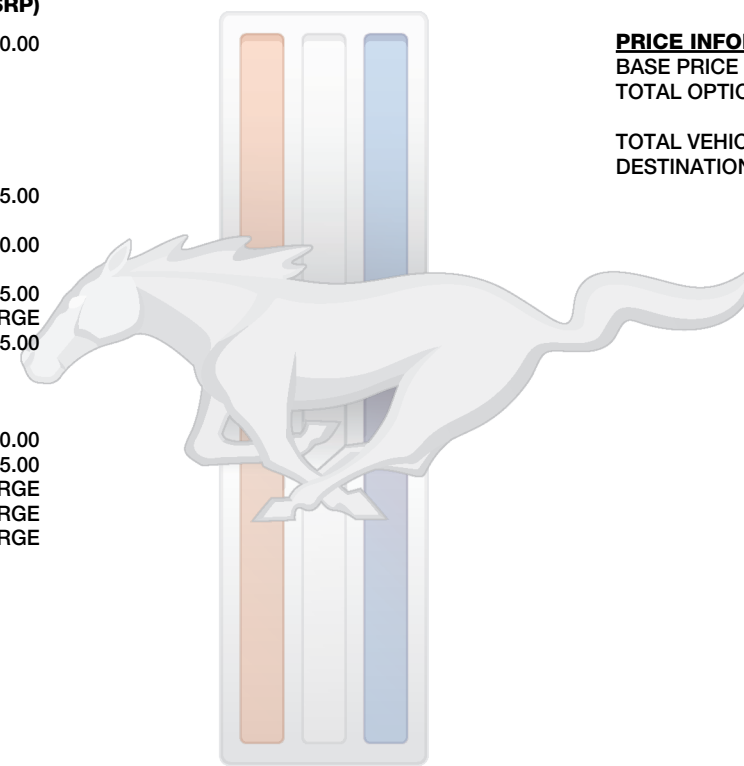 SRP)
0.00
5.00
0.00
5.00
RGE
5.00
0.00
5.00
RGE
RGE
RGE
PRICE INFO
BASE PRICE
TOTAL OPTIO
TOTAL VEHIC
DESTINATION